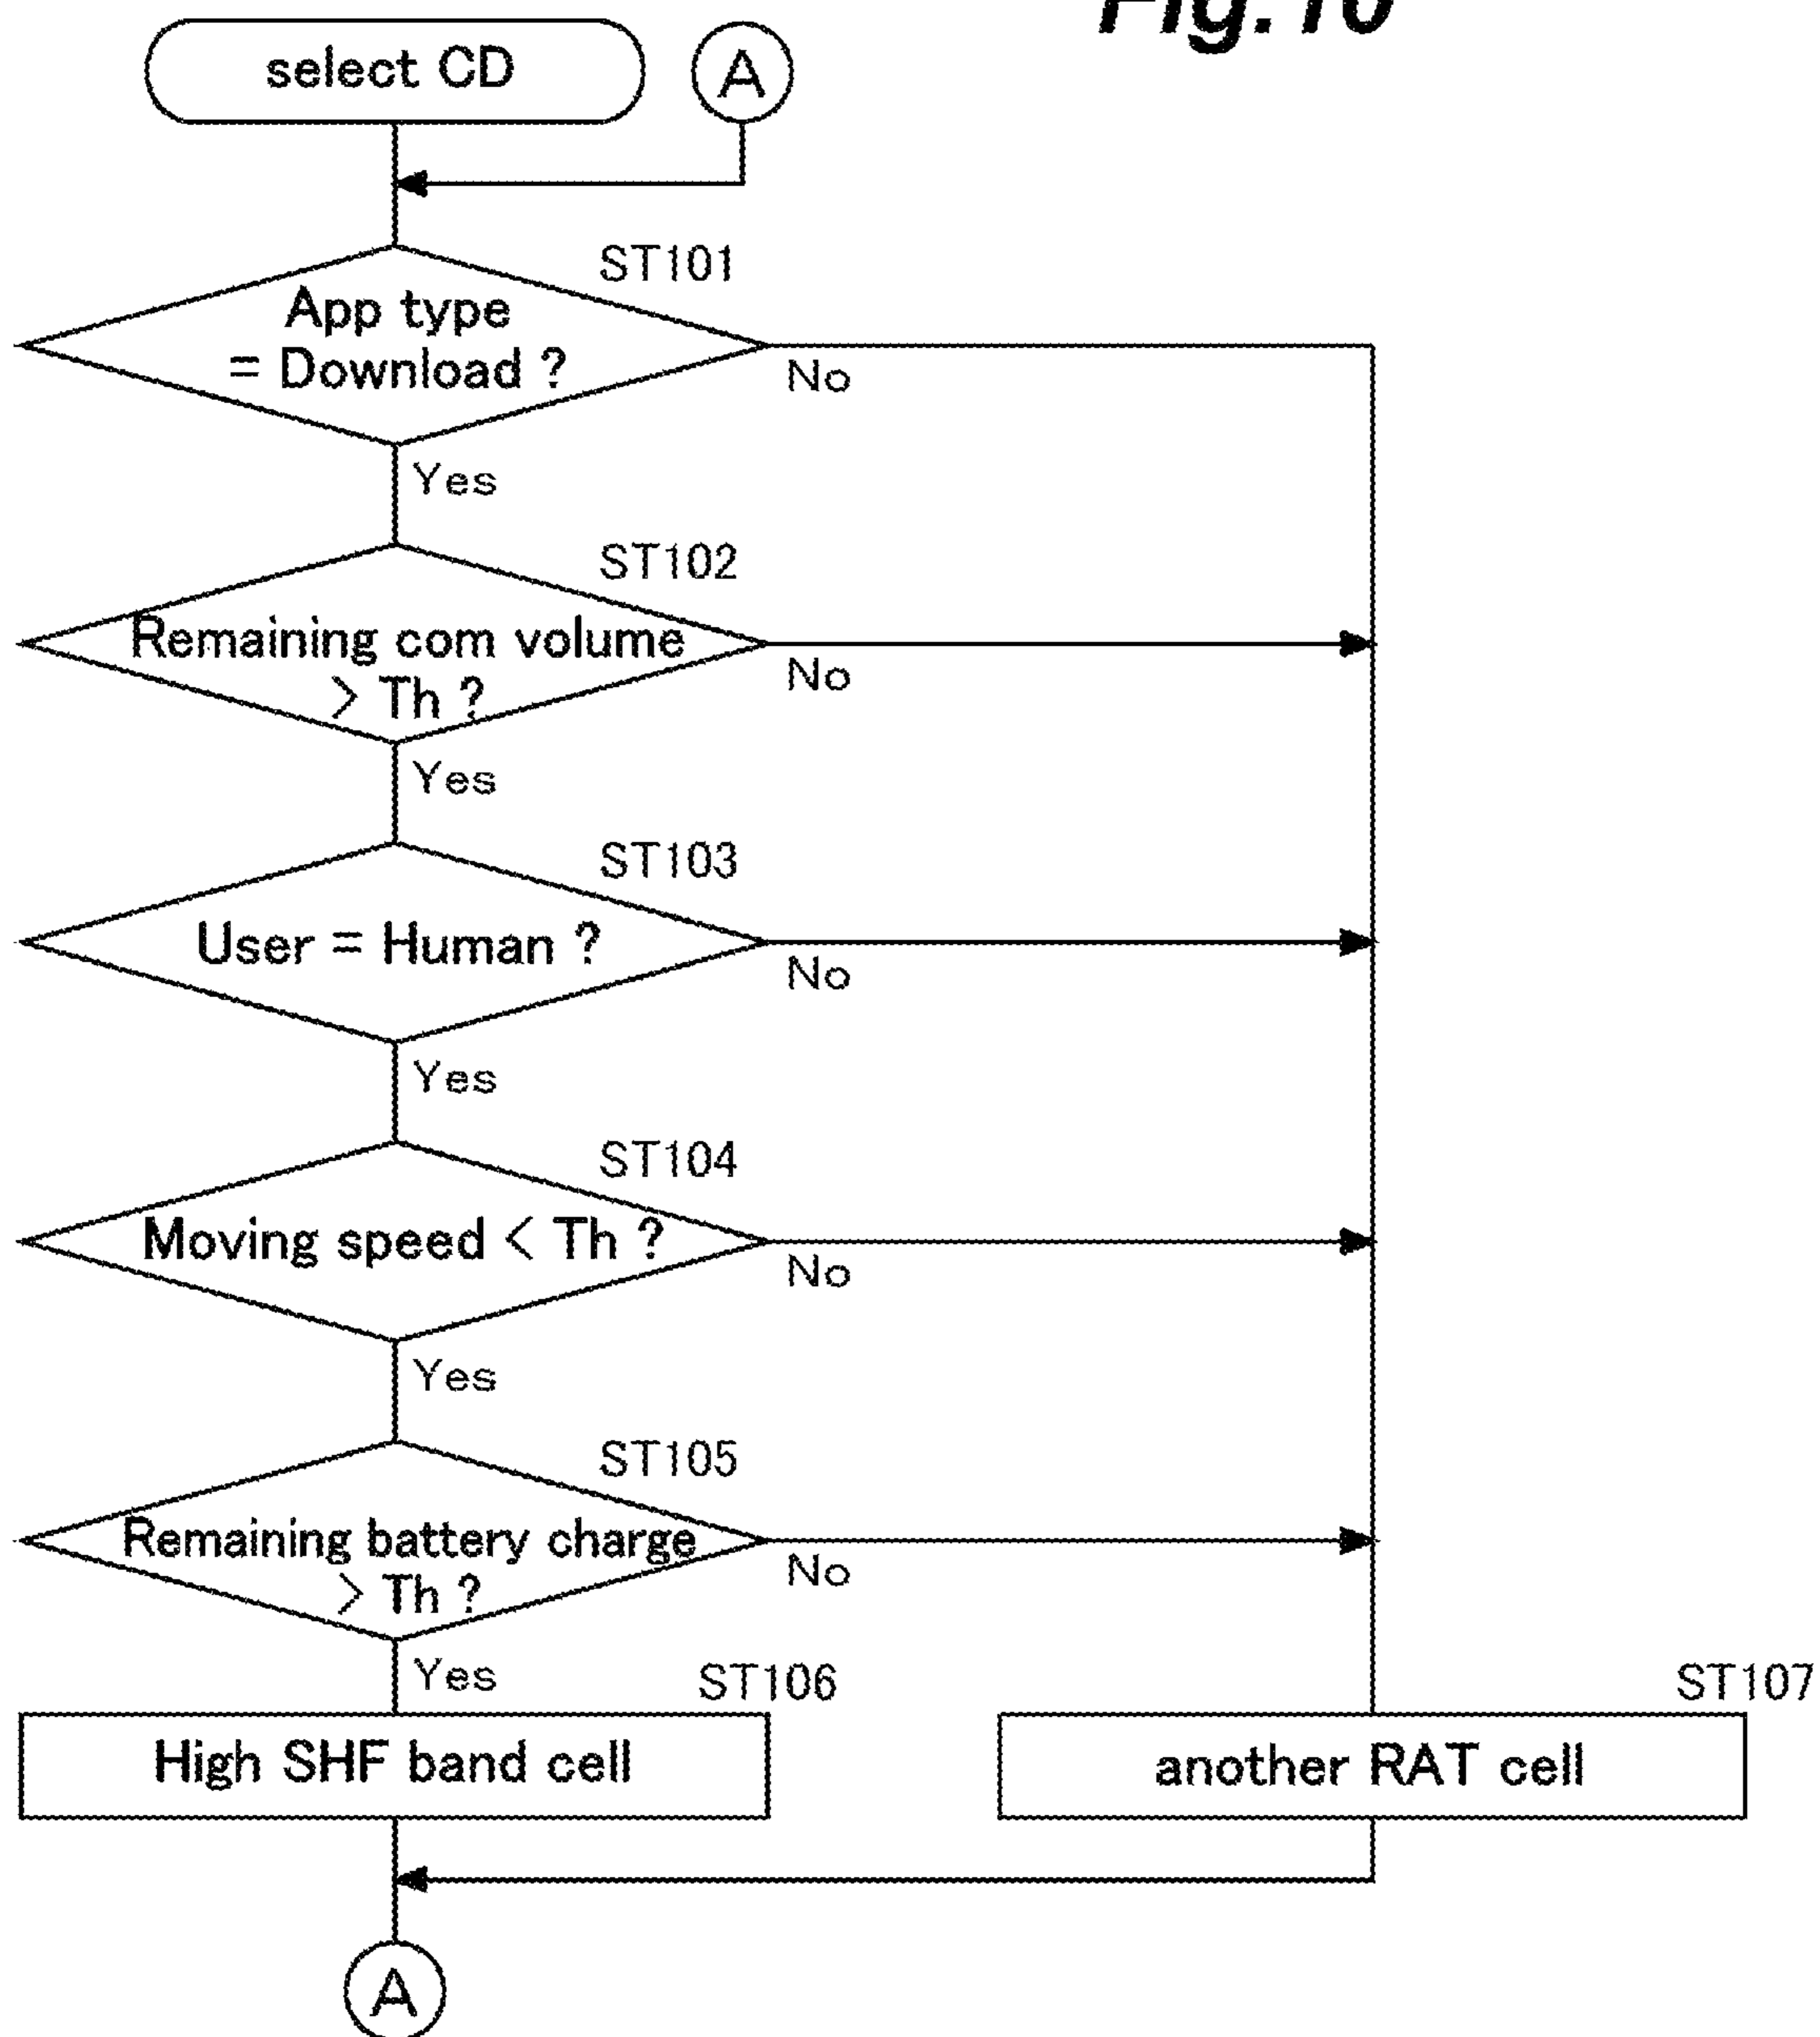 Fig.10
select CD
A
ST101
App type
= Download ?
No
Yes
ST102
Remaining com volume
> Th ?
No
Yes
ST103
User = Human ?
No
Yes
ST104
Moving speed < Th ?
No
Yes
ST105
Remaining battery charge
> Th ?
No
Yes
ST106
High SHF band cell
ST107
another RAT cell
A